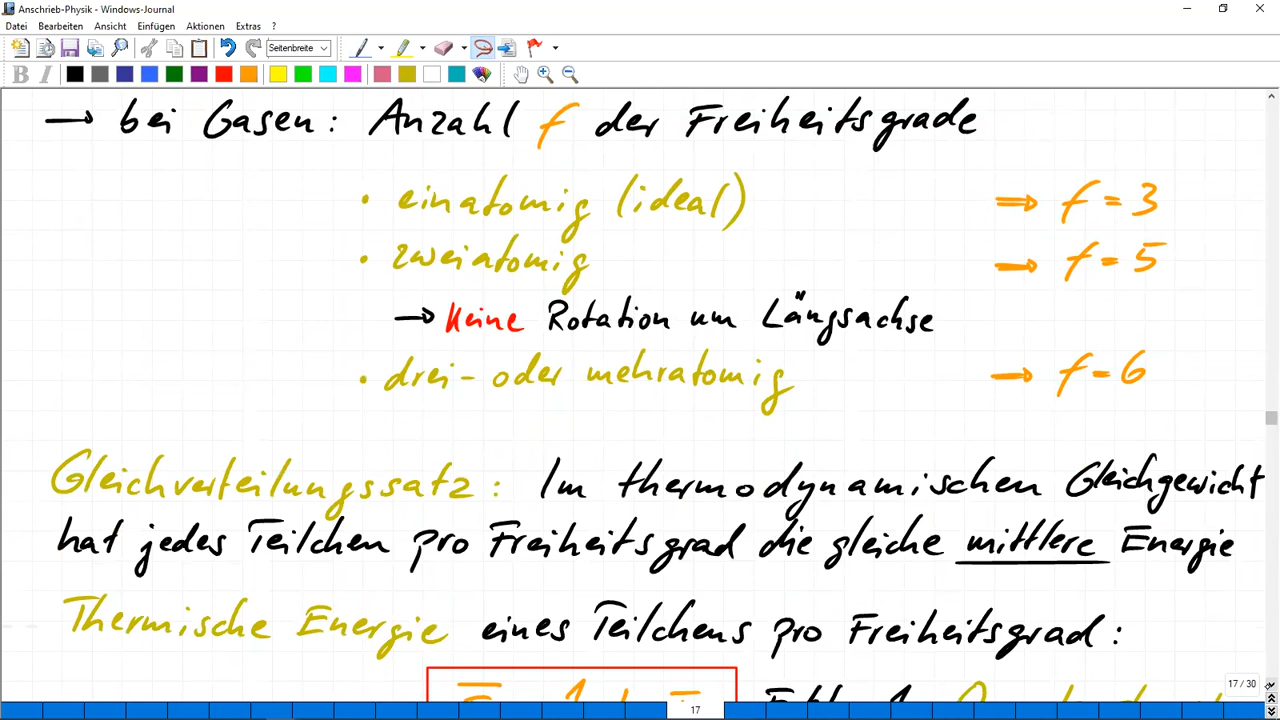 Anschrieb-Physik - Windows-Journal
Datei Bearbeiten Ansicht Einfügen Aktionen Extras ?
Seitenbreite
B I
→ bei Gasen: Anzahl f der Freiheitsgrade
• einatomig (ideal) ⇒ f = 3
• zweiatomig ⇒ f = 5
→ Keine Rotation um Längsachse
• drei- oder mehratomig ⇒ f = 6
Gleichverteilungssatz: Im thermodynamischen Gleichgewicht
hat jedes Teilchen pro Freiheitsgrad die gleiche mittlere Energie
Thermische Energie eines Teilchens pro Freiheitsgrad:
17 / 30
17